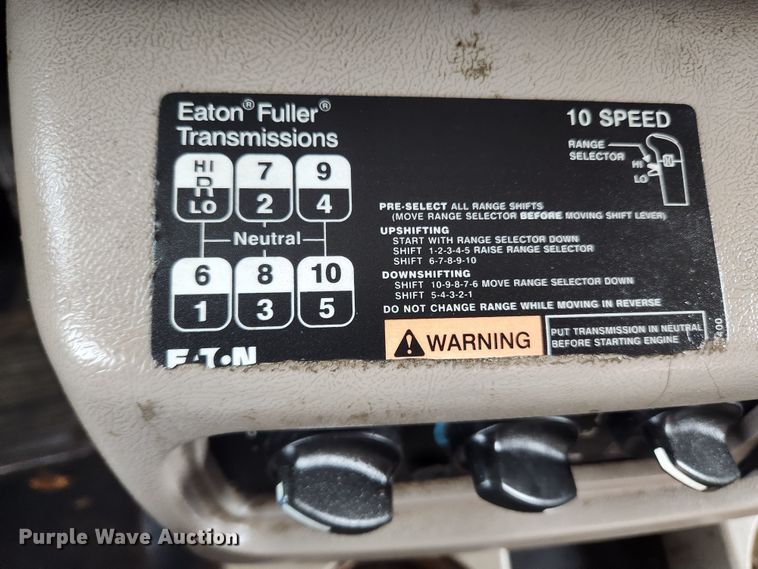 Eaton® Fuller®
Transmissions
10 SPEED
RANGE
SELECTOR
HI
LO
N
HI
R
LO
7
2
9
4
Neutral
6
1
8
3
10
5
PRE-SELECT ALL RANGE SHIFTS
(MOVE RANGE SELECTOR BEFORE MOVING SHIFT LEVER)
UPSHIFTING
START WITH RANGE SELECTOR DOWN
SHIFT 1-2-3-4-5 RAISE RANGE SELECTOR
SHIFT 6-7-8-9-10
DOWNSHIFTING
SHIFT 10-9-8-7-6 MOVE RANGE SELECTOR DOWN
SHIFT 5-4-3-2-1
DO NOT CHANGE RANGE WHILE MOVING IN REVERSE
WARNING
PUT TRANSMISSION IN NEUTRAL
BEFORE STARTING ENGINE
EATON
Purple Wave Auction